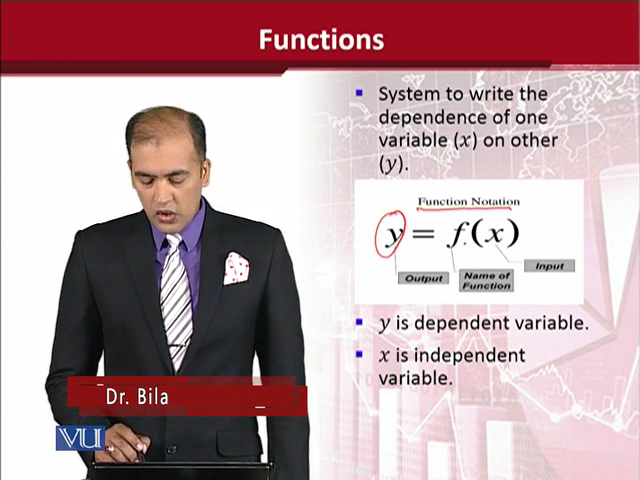 Functions
System to write the
dependence of one
variable (x) on other
(y).
Function Notation
y = f(x)
Output
Name of
Function
Input
y is dependent variable.
x is independent
variable.
Dr. Bila
VU